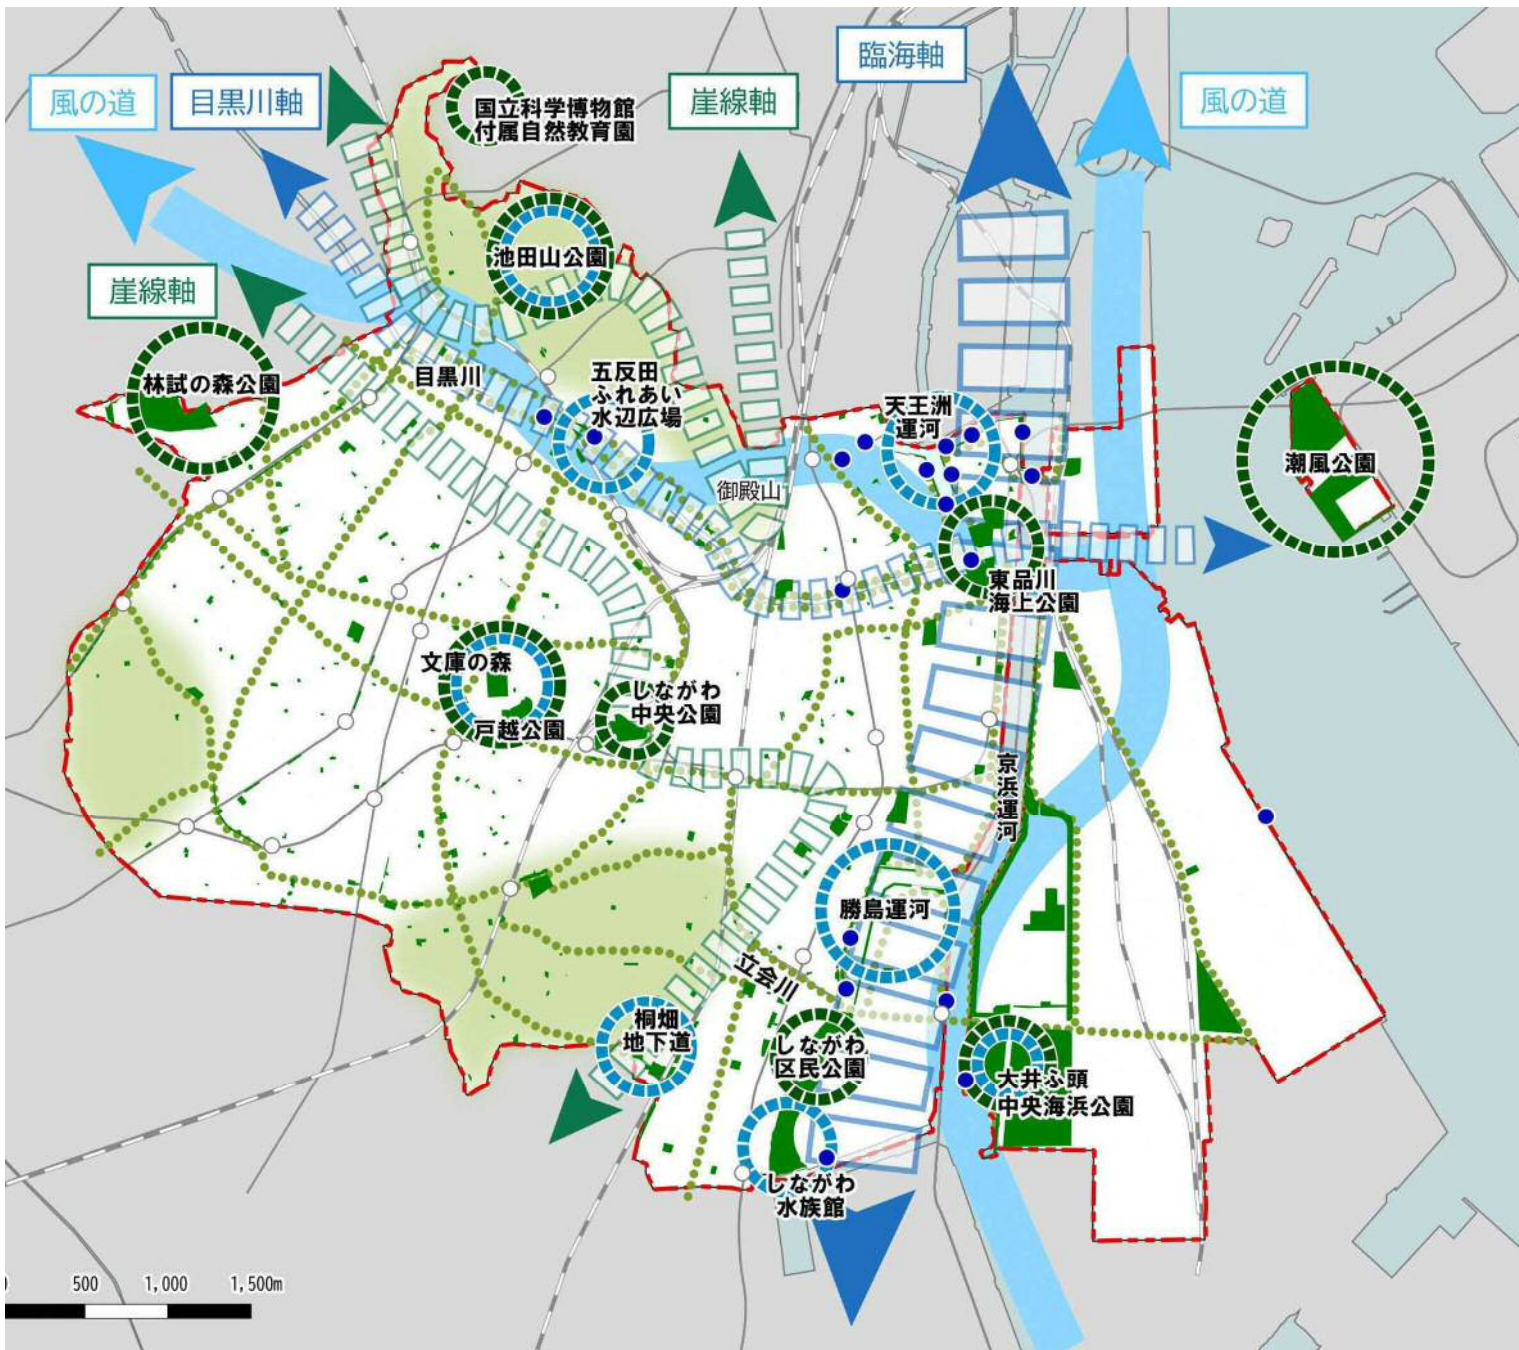 風の道
目黒川軸
崖線軸
臨海軸
風の道
国立科学博物館
付属自然教育園
池田山公園
崖線軸
林試の森公園
目黒川
五反田
ふれあい
水辺広場
天王洲
運河
潮風公園
御殿山
東品川
海上公園
文庫の森
戸越公園
しながわ
中央公園
京浜運河
勝島運河
立会川
桐畑
地下道
しながわ
区民公園
大井ふ頭
中央海浜公園
しながわ
水族館
0 500 1,000 1,500m